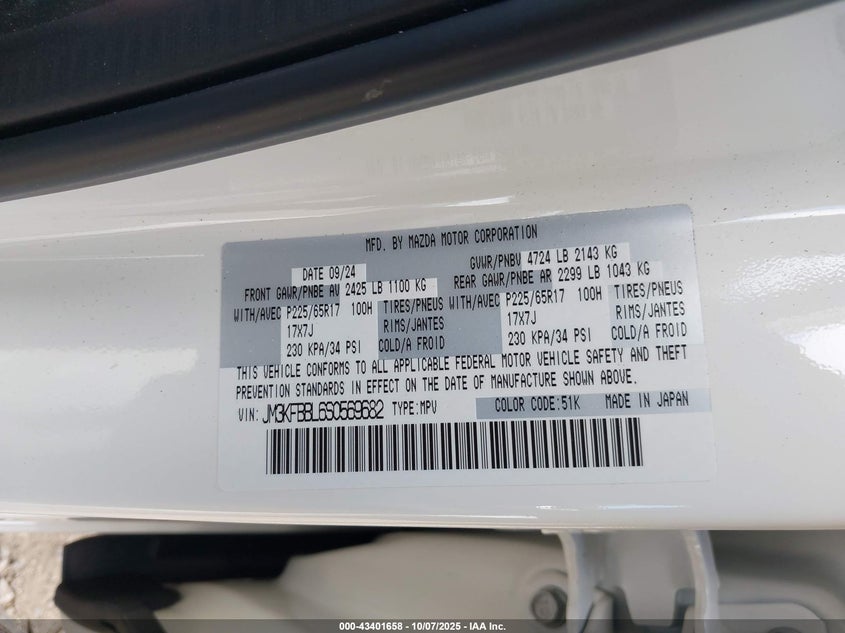 MFD. BY MAZDA MOTOR CORPORATION
DATE 09/24 GVWR/PNBV 4724 LB 2143 KG
FRONT GAWR/PNBE AV 2425 LB 1100 KG REAR GAWR/PNBE AR 2299 LB 1043 KG
WITH/AVEC P225/65R17 100H TIRES/PNEUS WITH/AVEC P225/65R17 100H TIRES/PNEUS
17x7J RIMS/JANTES 17x7J RIMS/JANTES
230 KPA/34 PSI COLD/A FROID 230 KPA/34 PSI COLD/A FROID
THIS VEHICLE CONFORMS TO ALL APPLICABLE FEDERAL MOTOR VEHICLE SAFETY AND THEFT
PREVENTION STANDARDS IN EFFECT ON THE DATE OF MANUFACTURE SHOWN ABOVE.
VIN: JM3KFBBL6S0569682 TYPE:MPV COLOR CODE:51K MADE IN JAPAN
000-43401658 - 10/07/2025 - IAA Inc.